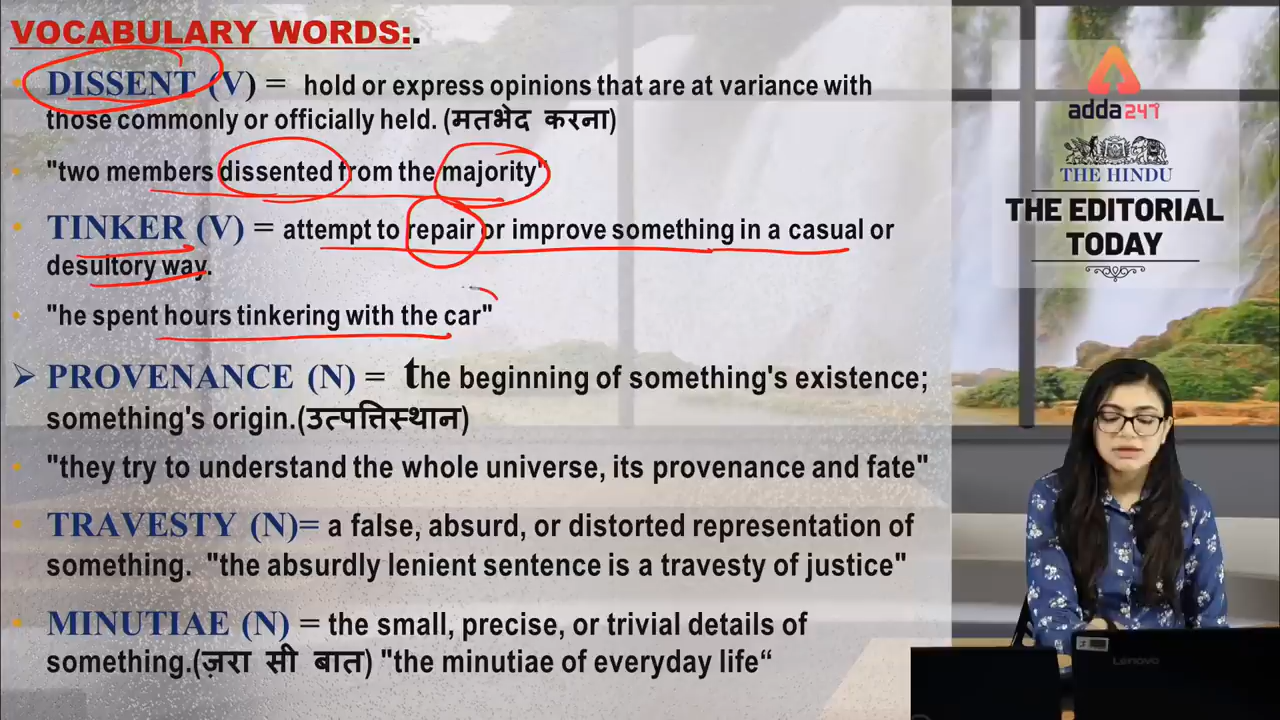 VOCABULARY WORDS:.
DISSENT (V) = hold or express opinions that are at variance with
those commonly or officially held. (मतभेद करना)
"two members dissented from the majority"
TINKER (V) = attempt to repair or improve something in a casual or
desultory way.
"he spent hours tinkering with the car"
PROVENANCE (N) = the beginning of something's existence;
something's origin.(उत्पत्तिस्थान)
"they try to understand the whole universe, its provenance and fate"
TRAVESTY (N)= a false, absurd, or distorted representation of
something. "the absurdly lenient sentence is a travesty of justice"
MINUTIAE (N) = the small, precise, or trivial details of
something.(ज़रा सी बात) "the minutiae of everyday life“
adda247
THE HINDU
THE EDITORIAL
TODAY
Lenovo